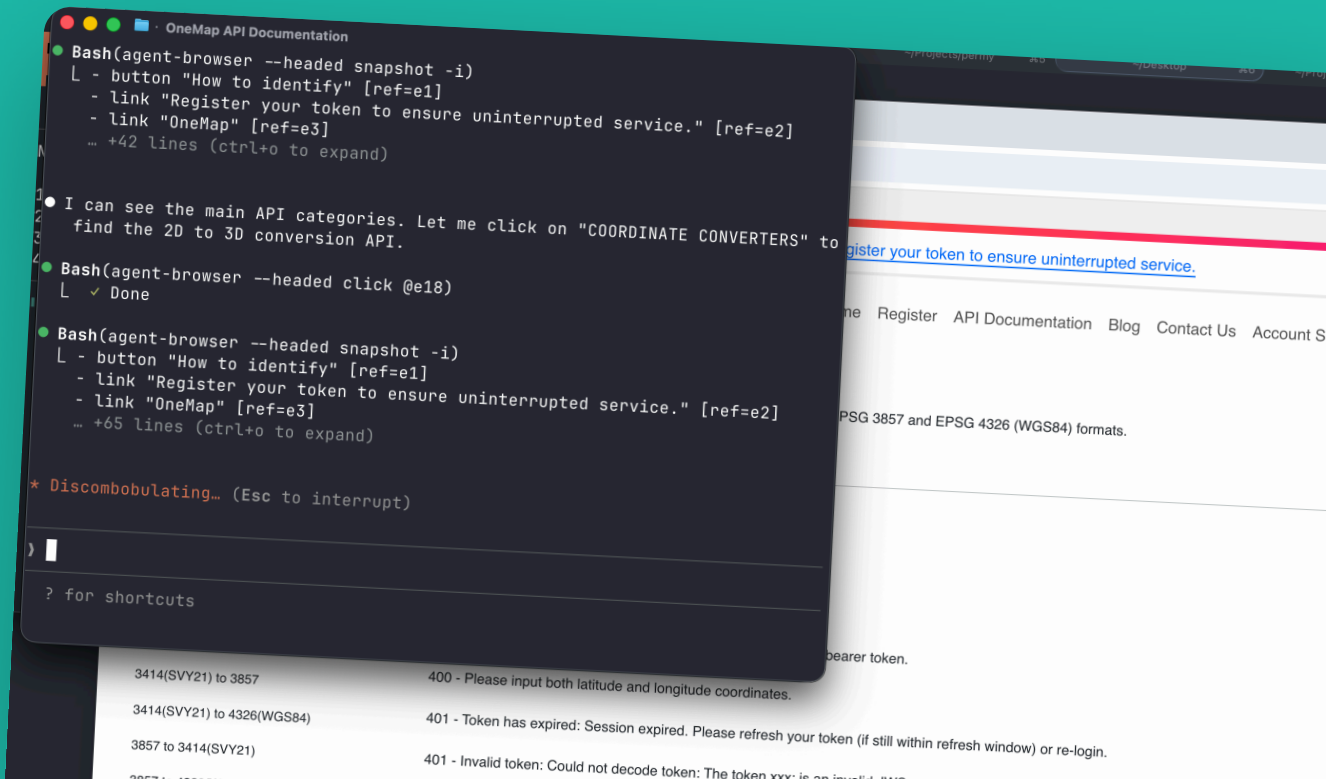 OneMap API Documentation
Bash(agent-browser --headed snapshot -i)
- button "How to identify" [ref=e1]
- link "Register your token to ensure uninterrupted service." [ref=e2]
- link "OneMap" [ref=e3]
… +42 lines (ctrl+o to expand)
I can see the main API categories. Let me click on "COORDINATE CONVERTERS" to
find the 2D to 3D conversion API.
Bash(agent-browser --headed click @e18)
✓ Done
Bash(agent-browser --headed snapshot -i)
- button "How to identify" [ref=e1]
- link "Register your token to ensure uninterrupted service." [ref=e2]
- link "OneMap" [ref=e3]
… +65 lines (ctrl+o to expand)
* Discombobulating… (Esc to interrupt)
❯
? for shortcuts
~/Projects/permy
~/Desktop
gister your token to ensure uninterrupted service.
me Register API Documentation Blog Contact Us Account S
PSG 3857 and EPSG 4326 (WGS84) formats.
bearer token.
3414(SVY21) to 3857
400 - Please input both latitude and longitude coordinates.
3414(SVY21) to 4326(WGS84)
401 - Token has expired: Session expired. Please refresh your token (if still within refresh window) or re-login.
3857 to 3414(SVY21)
401 - Invalid token: Could not decode token: The token xxx: is an invalid